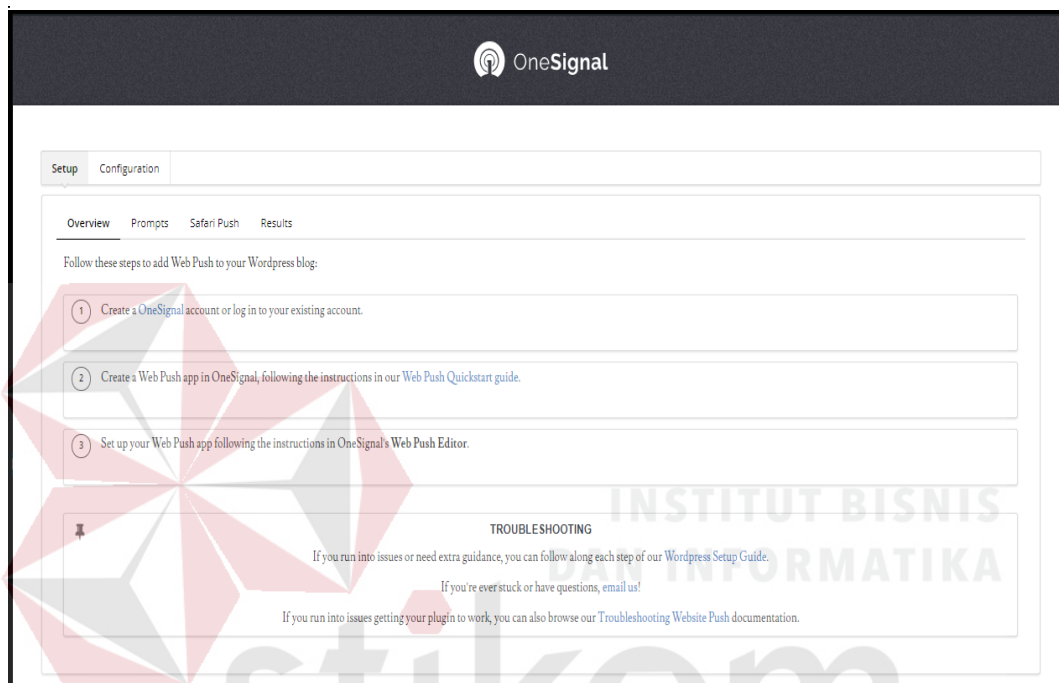 OneSignal
Setup Configuration
Overview Prompts Safari Push Results
Follow these steps to add Web Push to your Wordpress blog:
1 Create a OneSignal account or log in to your existing account.
2 Create a Web Push app in OneSignal, following the instructions in our Web Push Quickstart guide.
3 Set up your Web Push app following the instructions in OneSignal's Web Push Editor.
INSTITUT BISNIS
TROUBLESHOOTING
If you run into issues or need extra guidance, you can follow along each step of our Wordpress Setup Guide.
DAN INFORMATIKA
If you're ever stuck or have questions, email us!
If you run into issues getting your plugin to work, you can also browse our Troubleshooting Website Push documentation.
stikom